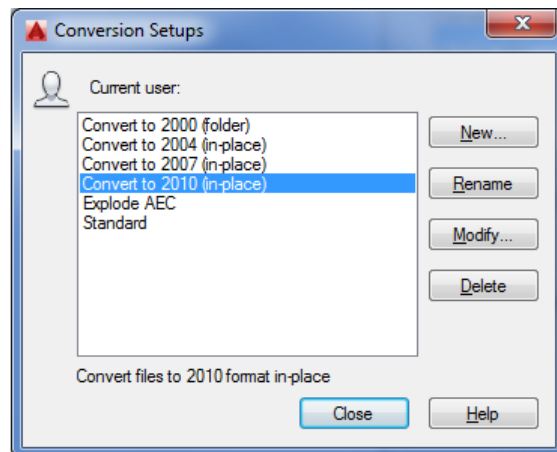 Conversion Setups
Current user:
Convert to 2000 (folder)
Convert to 2004 (in-place)
Convert to 2007 (in-place)
Convert to 2010 (in-place)
Explode AEC
Standard
New...
Rename
Modify...
Delete
Convert files to 2010 format in-place
Close
Help